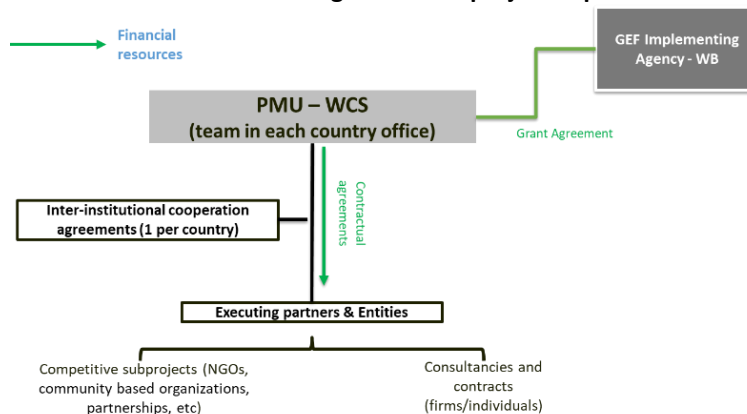 Financial
resources
GEF Implementing
Agency - WB
PMU – WCS
(team in each country office)
Grant Agreement
Contractual
agreements
Inter-institutional cooperation
agreements (1 per country)
Executing partners & Entities
Competitive subprojects (NGOs,
community based organizations,
partnerships, etc)
Consultancies and
contracts
(firms/individuals)